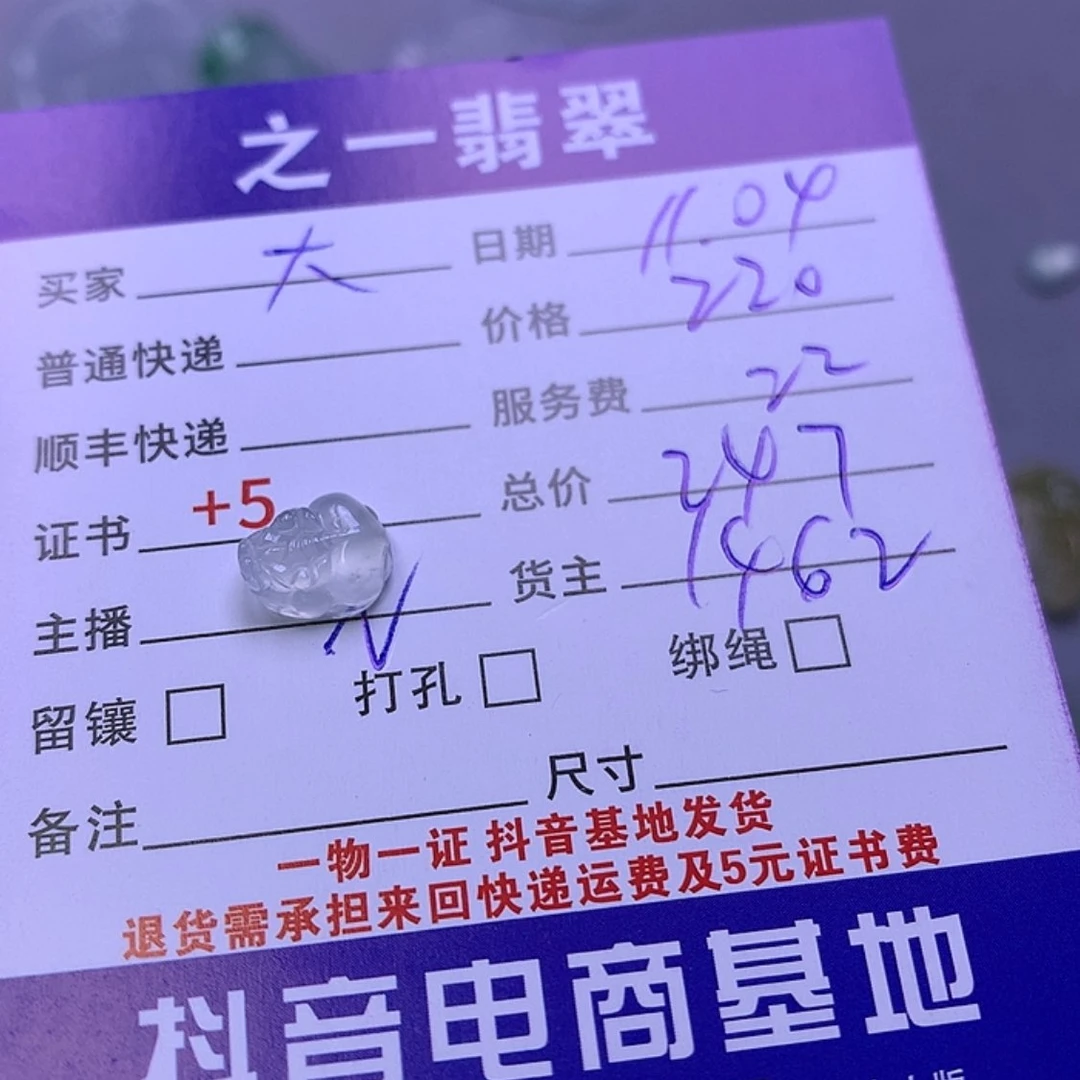 之一翡翠
买家 大 日期 11.04
普通快递 价格 220
顺丰快递 服务费 22
证书 +5 总价 247
主播 N 货主 1462
留镶 打孔 绑绳
备注 尺寸
一物一证 抖音基地发货
退货需承担来回快递运费及5元证书费
抖音电商基地